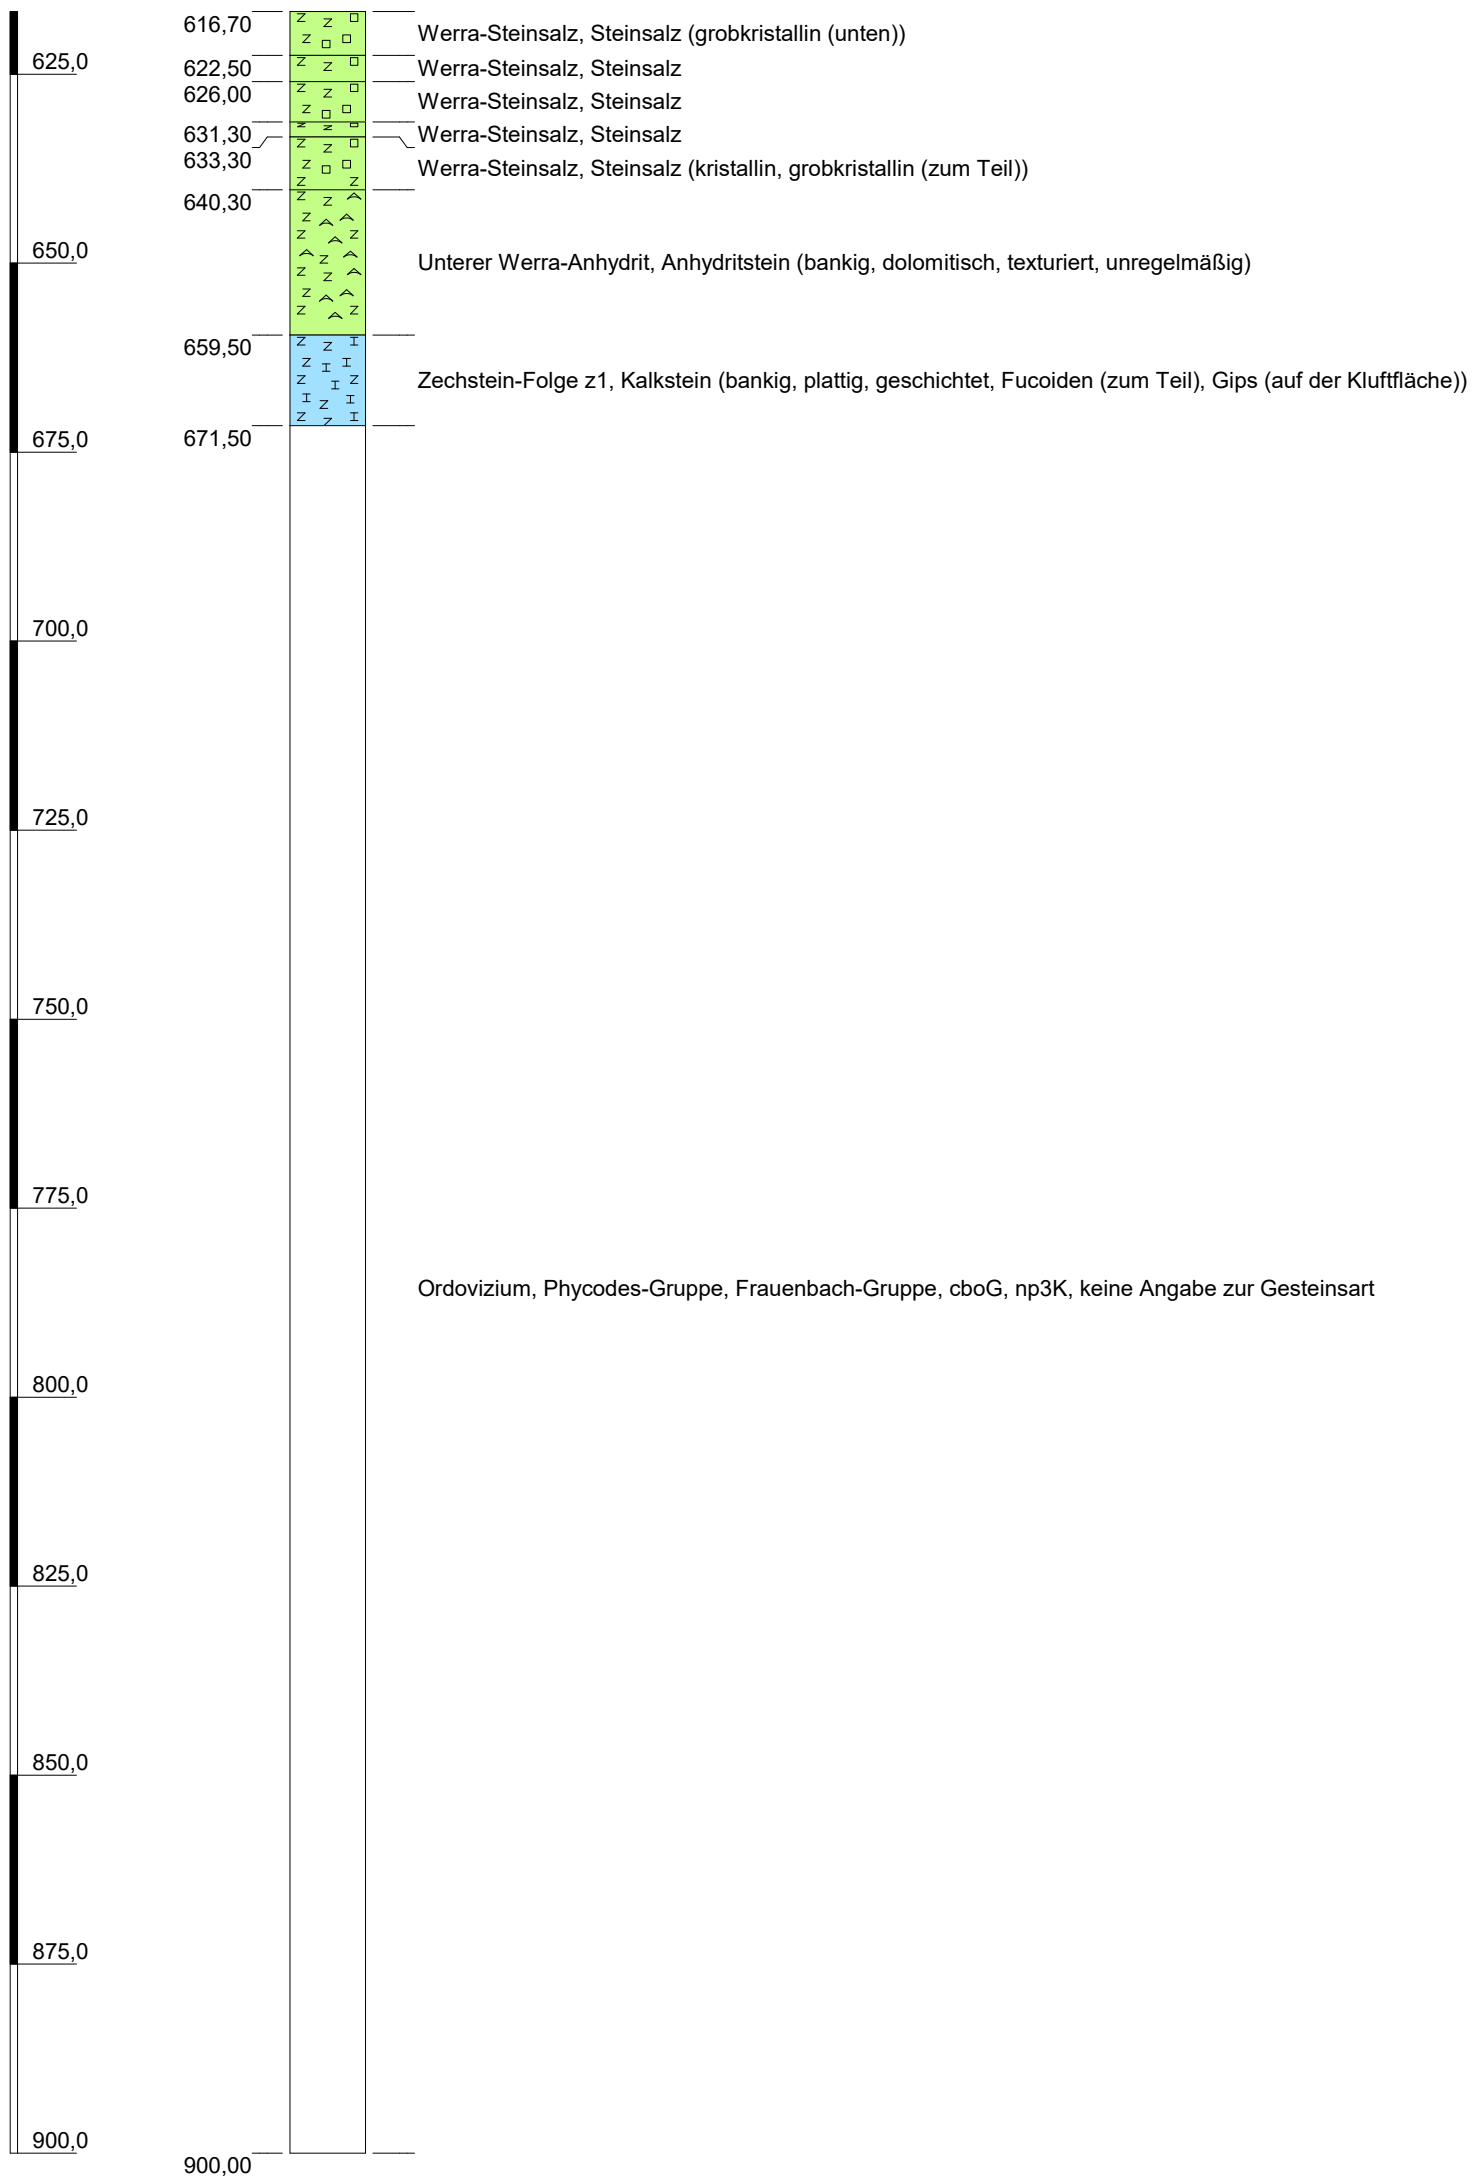 616,70
Werra-Steinsalz, Steinsalz (grobkristallin (unten))
625,0
622,50
Werra-Steinsalz, Steinsalz
626,00
Werra-Steinsalz, Steinsalz
631,30
Werra-Steinsalz, Steinsalz
633,30
Werra-Steinsalz, Steinsalz (kristallin, grobkristallin (zum Teil))
640,30
650,0
Unterer Werra-Anhydrit, Anhydritstein (bankig, dolomitisch, texturiert, unregelmäßig)
659,50
Zechstein-Folge z1, Kalkstein (bankig, plattig, geschichtet, Fucoiden (zum Teil), Gips (auf der Kluftfläche))
675,0
671,50
700,0
725,0
750,0
775,0
Ordovizium, Phycodes-Gruppe, Frauenbach-Gruppe, cboG, np3K, keine Angabe zur Gesteinsart
800,0
825,0
850,0
875,0
900,0
900,00